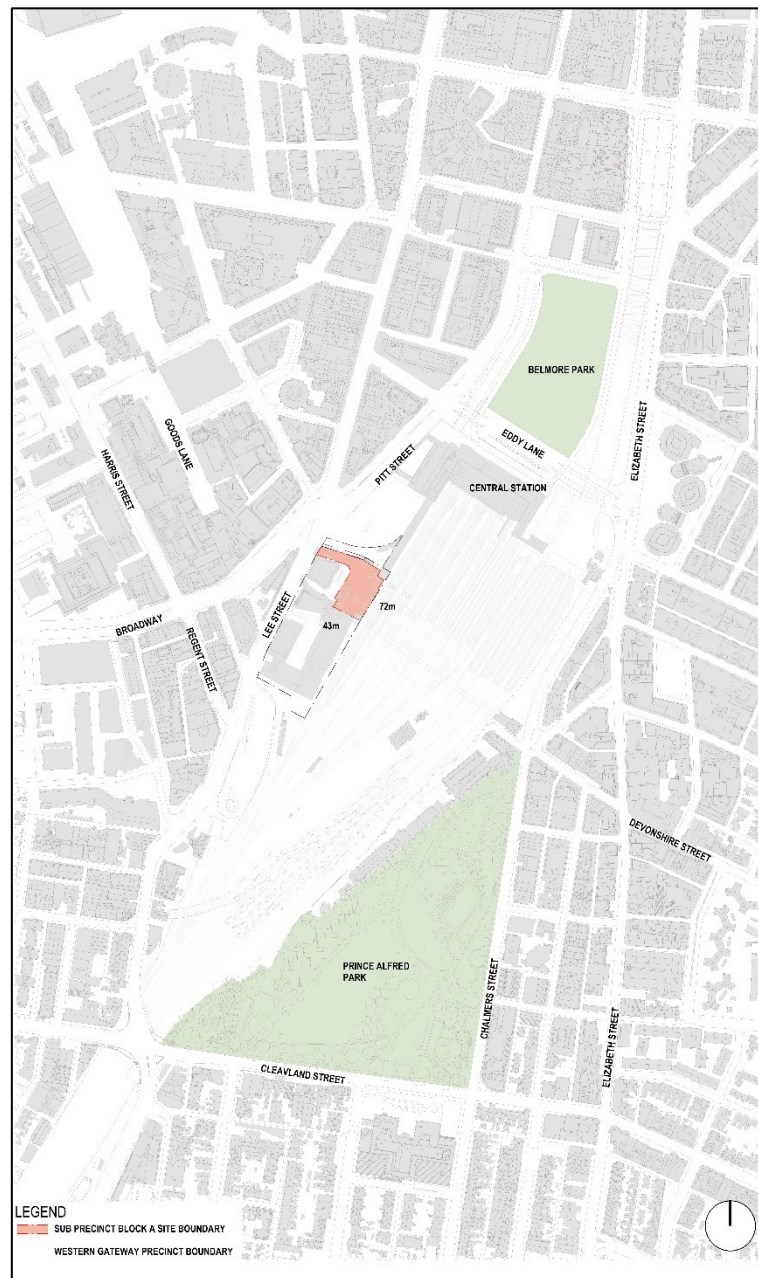 BELMORE PARK
EDDY LANE
ELIZABETH STREET
PITT STREET
CENTRAL STATION
GOODS LANE
HARRIS STREET
72m
43m
LEE STREET
BROADWAY
REGENT STREET
DEVONSHIRE STREET
PRINCE ALFRED
PARK
CHALMERS STREET
ELIZABETH STREET
CLEAVLAND STREET
LEGEND
SUB PRECINCT BLOCK A SITE BOUNDARY
WESTERN GATEWAY PRECINCT BOUNDARY